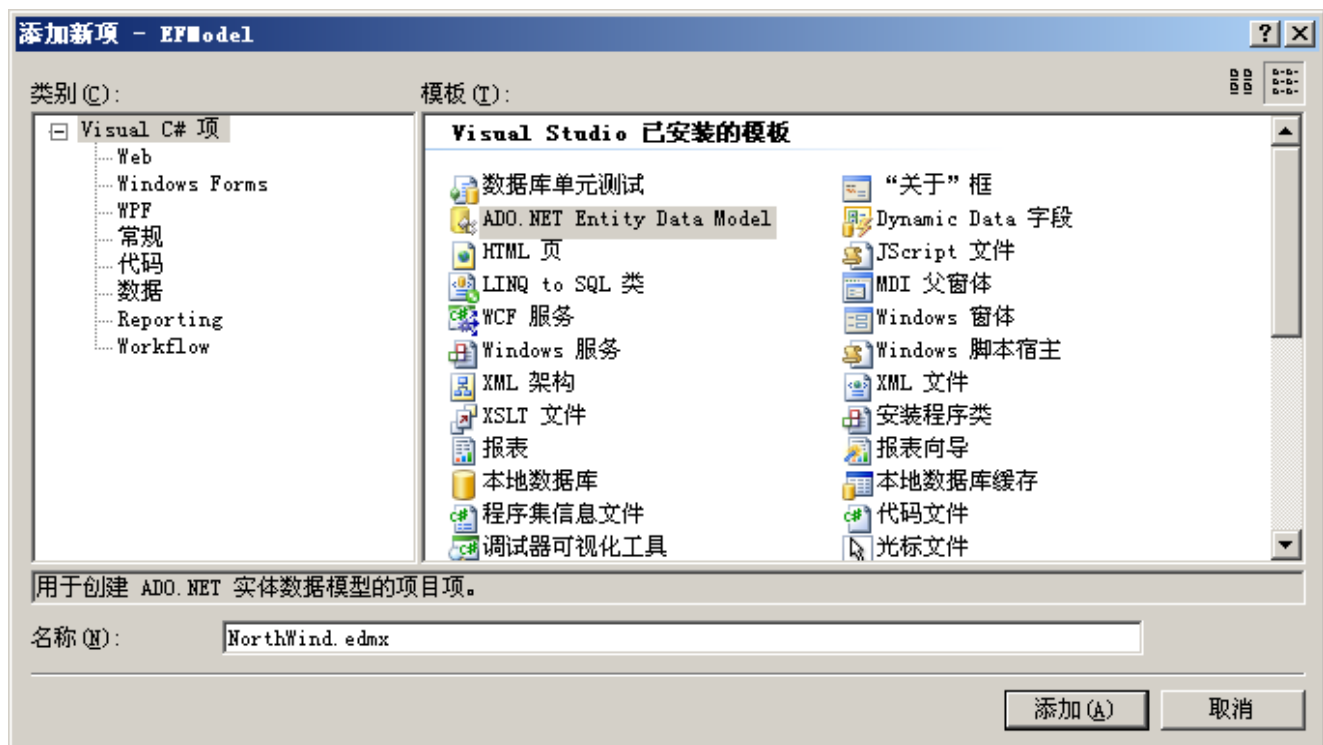 添加新项 - EFModel
类别(C):
模板(T):
Visual C# 项
Web
Windows Forms
WPF
常规
代码
数据
Reporting
Workflow
Visual Studio 已安装的模板
数据库单元测试
“关于”框
ADO.NET Entity Data Model
Dynamic Data 字段
HTML 页
JScript 文件
LINQ to SQL 类
MDI 父窗体
WCF 服务
Windows 窗体
Windows 服务
Windows 脚本宿主
XML 架构
XML 文件
XSLT 文件
安装程序类
报表
报表向导
本地数据库
本地数据库缓存
程序集信息文件
代码文件
调试器可视化工具
光标文件
用于创建 ADO.NET 实体数据模型的项目项。
名称(N):
NorthWind.edmx
添加(A)
取消